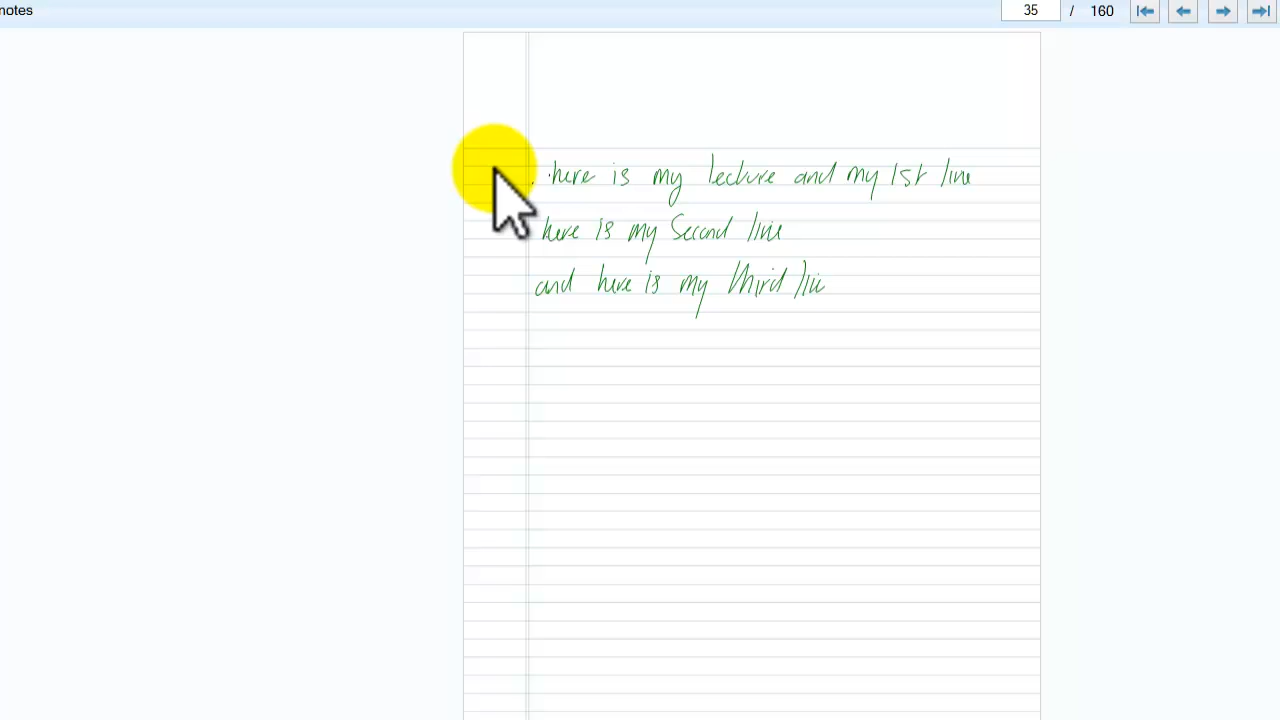 notes
35 / 160
here is my lecture and my 1st line
here is my Second line
and here is my third line